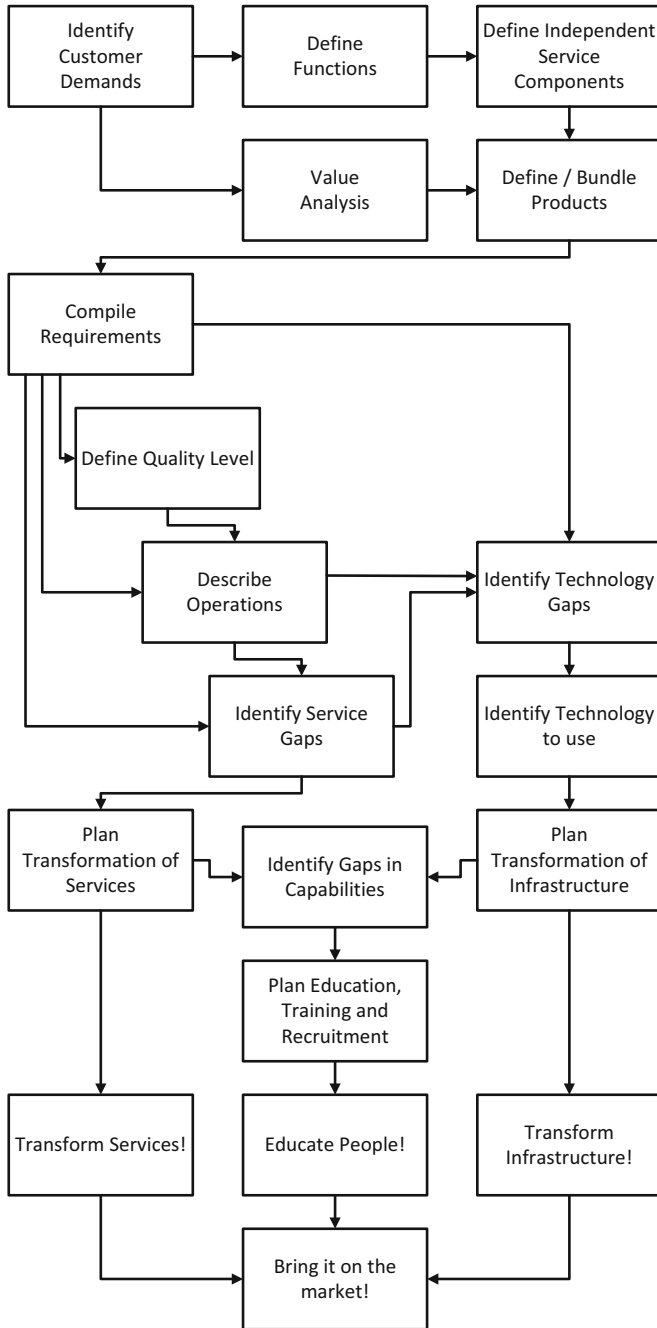 Identify
Customer
Demands
Define
Functions
Define Independent
Service
Components
Value
Analysis
Define / Bundle
Products
Compile
Requirements
Define Quality Level
Describe
Operations
Identify Technology
Gaps
Identify Service
Gaps
Identify Technology
to use
Plan
Transformation of
Services
Identify Gaps in
Capabilities
Plan
Transformation of
Infrastructure
Plan Education,
Training and
Recruitment
Transform Services!
Educate People!
Transform
Infrastructure!
Bring it on the
market!